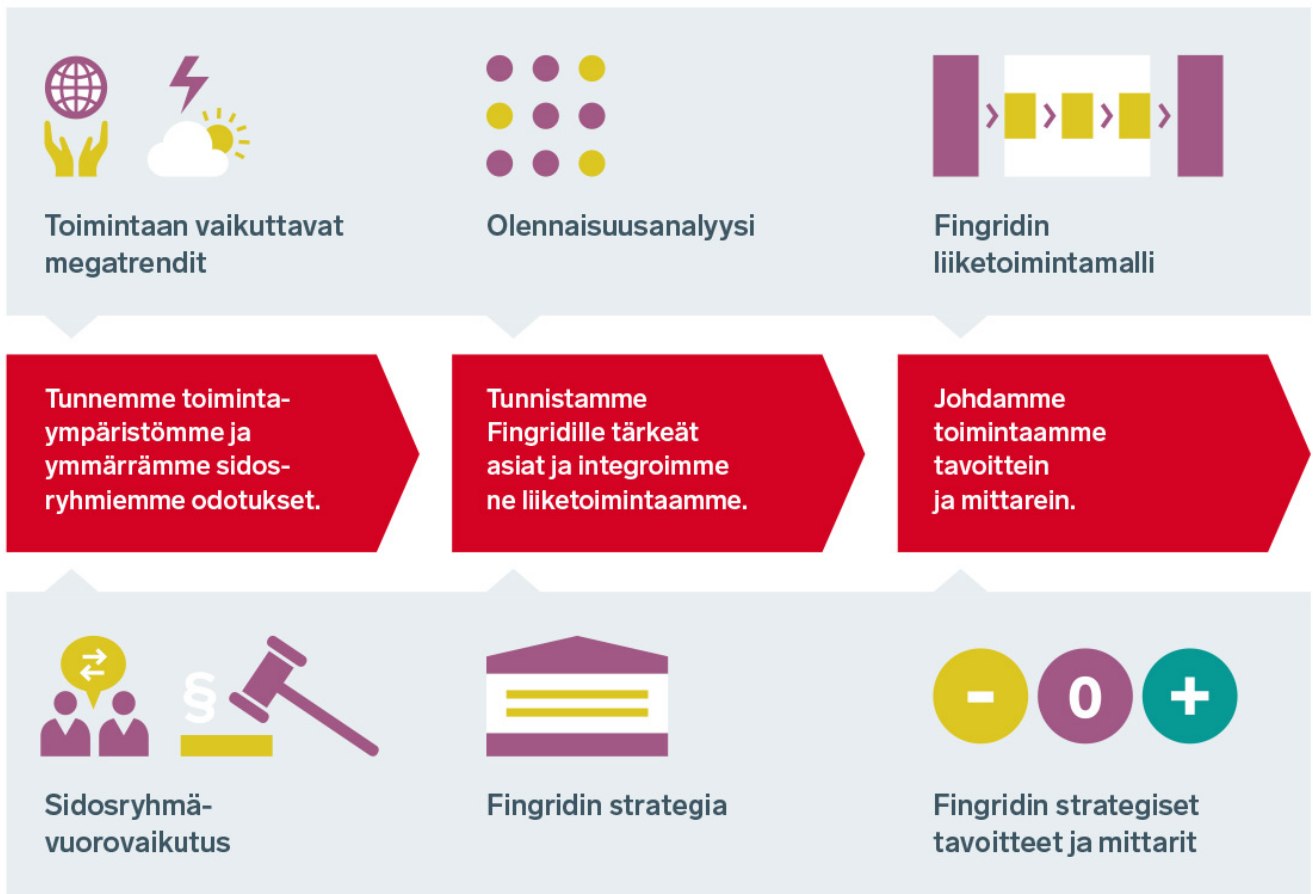 Toimintaan vaikuttavat
megatrendit
Olennaisuusanalyysi
Fingridin
liiketoimintamalli
Tunnemme toiminta-
ympäristömme ja
ymmärrämme sidos-
ryhmiemme odotukset.
Tunnistamme
Fingridille tärkeät
asiat ja integroimme
ne liiketoimintaamme.
Johdamme
toimintaamme
tavoittein
ja mittarein.
§
- 0 +
Sidosryhmä-
vuorovaikutus
Fingridin strategia
Fingridin strategiset
tavoitteet ja mittarit